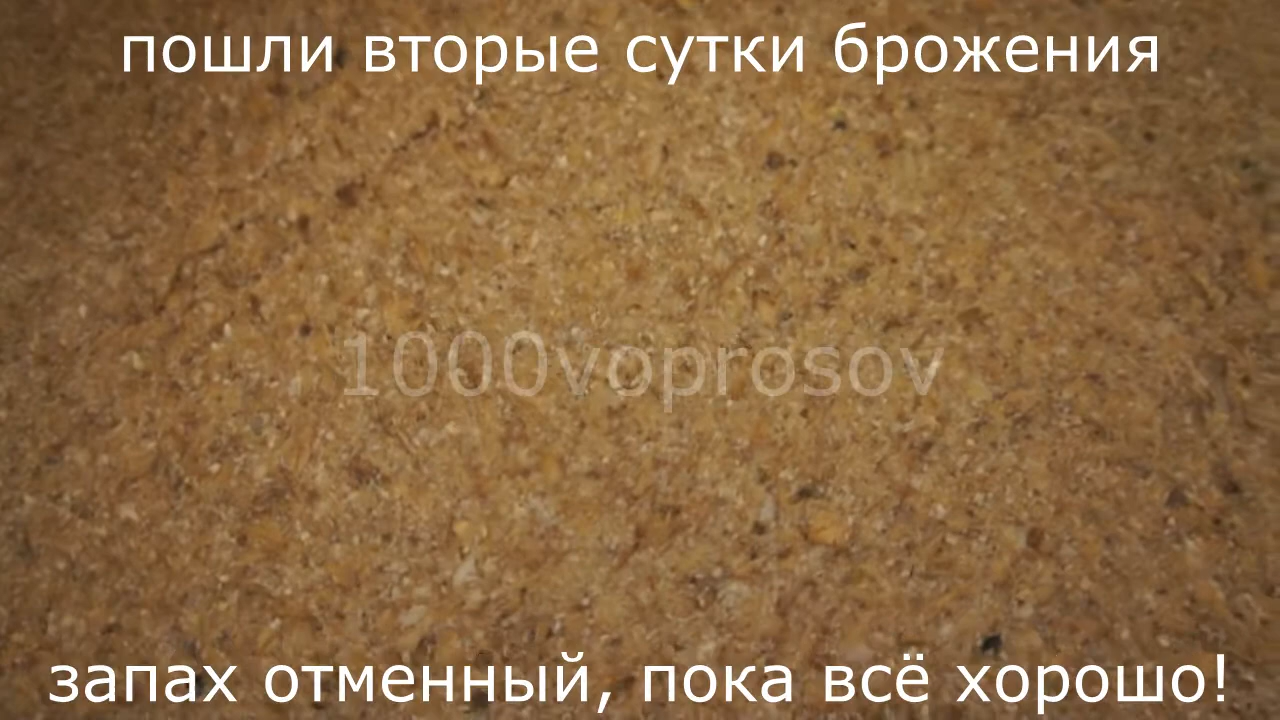 пошли вторые сутки брожения
1000voprosov
запах отменный, пока всё хорошо!